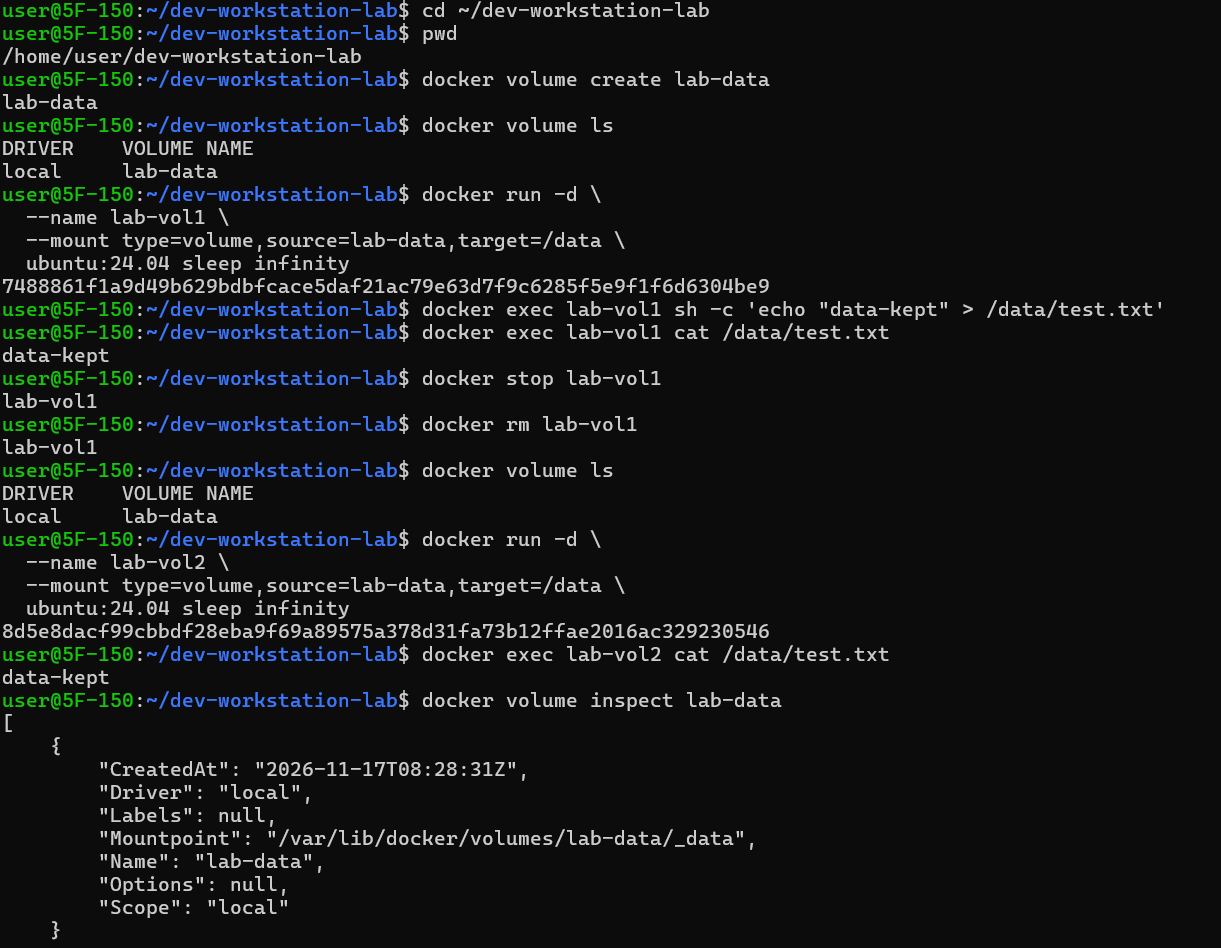 user@5F-150:~/dev-workstation-lab$ cd ~/dev-workstation-lab
user@5F-150:~/dev-workstation-lab$ pwd
/home/user/dev-workstation-lab
user@5F-150:~/dev-workstation-lab$ docker volume create lab-data
lab-data
user@5F-150:~/dev-workstation-lab$ docker volume ls
DRIVER    VOLUME NAME
local     lab-data
user@5F-150:~/dev-workstation-lab$ docker run -d \
  --name lab-vol1 \
  --mount type=volume,source=lab-data,target=/data \
  ubuntu:24.04 sleep infinity
7488861f1a9d49b629bdbfcace5daf21ac79e63d7f9c6285f5e9f1f6d6304be9
user@5F-150:~/dev-workstation-lab$ docker exec lab-vol1 sh -c 'echo "data-kept" > /data/test.txt'
user@5F-150:~/dev-workstation-lab$ docker exec lab-vol1 cat /data/test.txt
data-kept
user@5F-150:~/dev-workstation-lab$ docker stop lab-vol1
lab-vol1
user@5F-150:~/dev-workstation-lab$ docker rm lab-vol1
lab-vol1
user@5F-150:~/dev-workstation-lab$ docker volume ls
DRIVER    VOLUME NAME
local     lab-data
user@5F-150:~/dev-workstation-lab$ docker run -d \
  --name lab-vol2 \
  --mount type=volume,source=lab-data,target=/data \
  ubuntu:24.04 sleep infinity
8d5e8dacf99cbbdf28eba9f69a89575a378d31fa73b12ffae2016ac329230546
user@5F-150:~/dev-workstation-lab$ docker exec lab-vol2 cat /data/test.txt
data-kept
user@5F-150:~/dev-workstation-lab$ docker volume inspect lab-data
[
    {
        "CreatedAt": "2026-11-17T08:28:31Z",
        "Driver": "local",
        "Labels": null,
        "Mountpoint": "/var/lib/docker/volumes/lab-data/_data",
        "Name": "lab-data",
        "Options": null,
        "Scope": "local"
    }